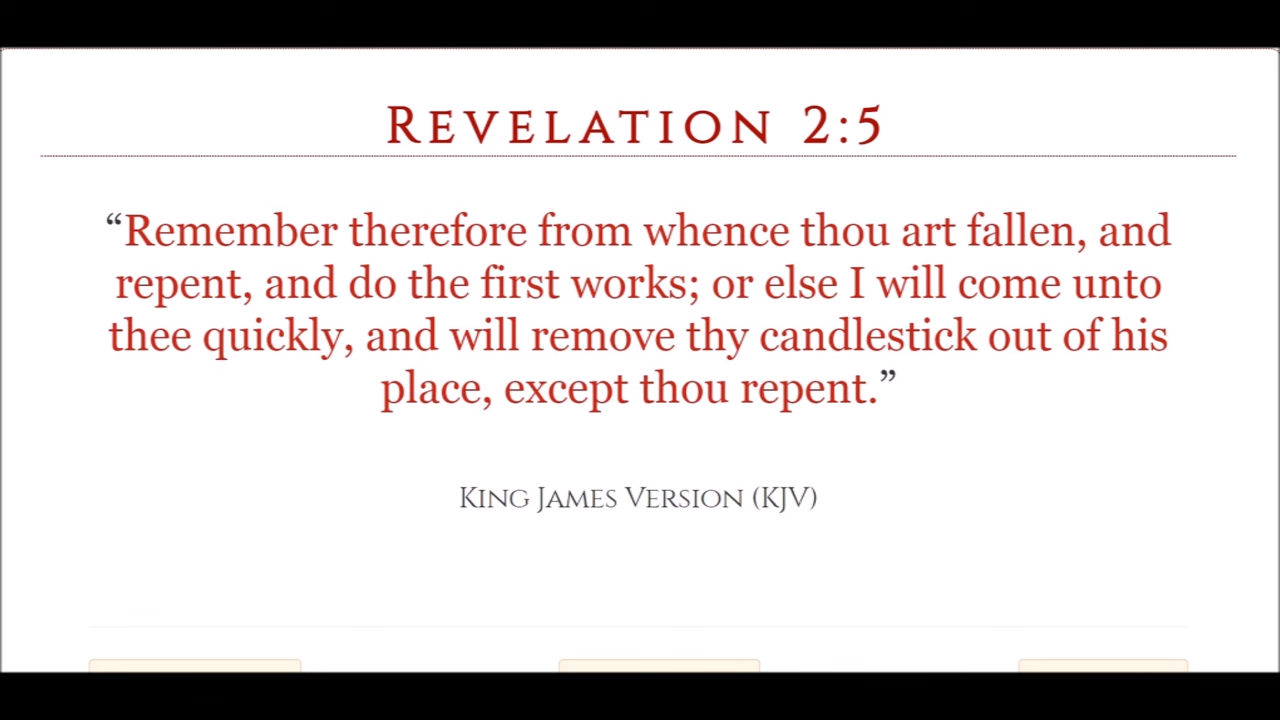 Revelation 2:5
“Remember therefore from whence thou art fallen, and
repent, and do the first works; or else I will come unto
thee quickly, and will remove thy candlestick out of his
place, except thou repent.”
King James Version (KJV)